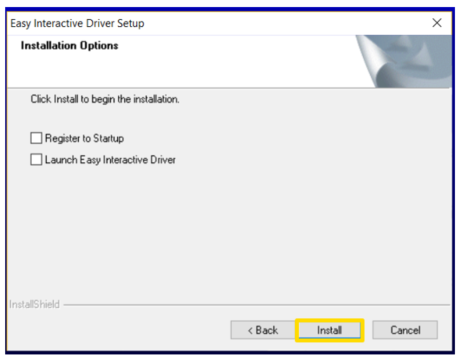 Easy Interactive Driver Setup
Installation Options
Click Install to begin the installation.
Register to Startup
Launch Easy Interactive Driver
InstallShield
< Back Install Cancel